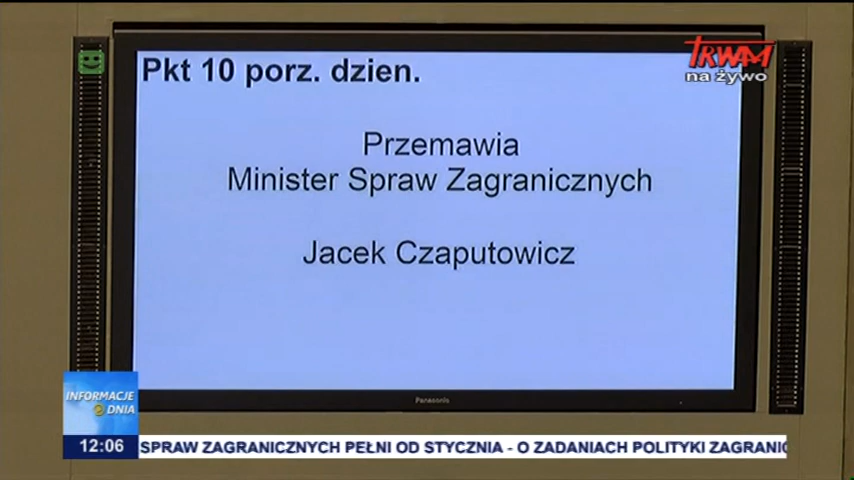 Pkt 10 porz. dzien.
TRWAM
na żywo
Przemawia
Minister Spraw Zagranicznych
Jacek Czaputowicz
Panasonic
INFORMACJE
DNIA
12:06
SPRAW ZAGRANICZNYCH PEŁNI OD STYCZNIA - O ZADANIACH POLITYKI